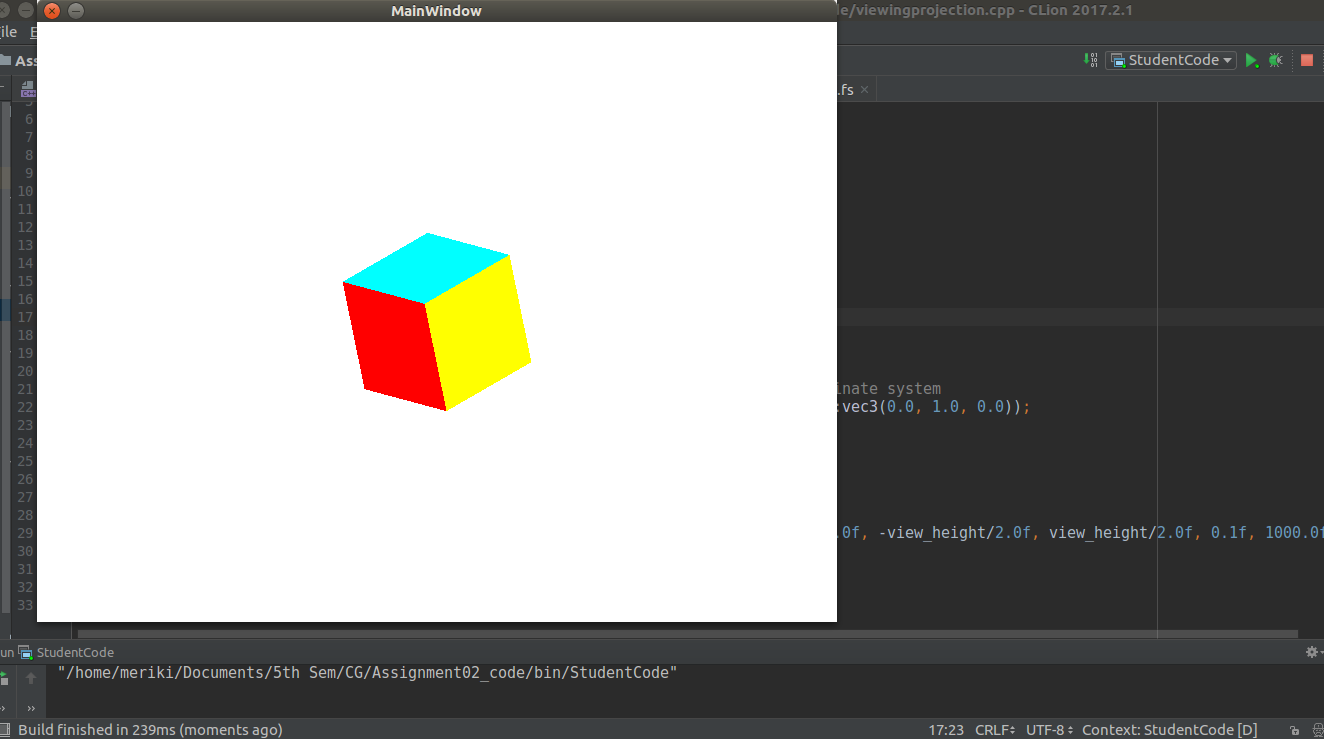 MainWindow
le/viewingprojection.cpp - CLion 2017.2.1
ile E
Ass
StudentCode
.fs
5
6
7
8
9
10
11
12
13
14
15
16
17
18
19
20
21 inate system
22 :vec3(0.0, 1.0, 0.0));
23
24
25
26
27
28
29 .0f, -view_height/2.0f, view_height/2.0f, 0.1f, 1000.0f
30
31
32
33
un StudentCode
"/home/meriki/Documents/5th Sem/CG/Assignment02_code/bin/StudentCode"
Build finished in 239ms (moments ago) 17:23 CRLF UTF-8 Context: StudentCode [D]